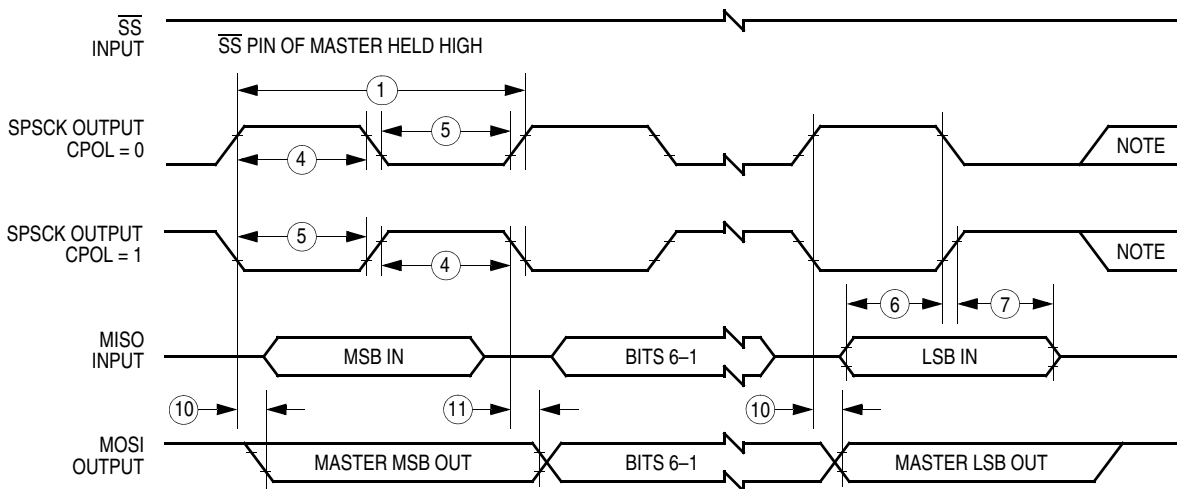 SS
INPUT
SS PIN OF MASTER HELD HIGH
1
SPSCK OUTPUT
CPOL = 0
5
4
NOTE
SPSCK OUTPUT
CPOL = 1
5
4
NOTE
6
7
MISO
INPUT
MSB IN
BITS 6–1
LSB IN
10
11
10
MOSI
OUTPUT
MASTER MSB OUT
BITS 6–1
MASTER LSB OUT